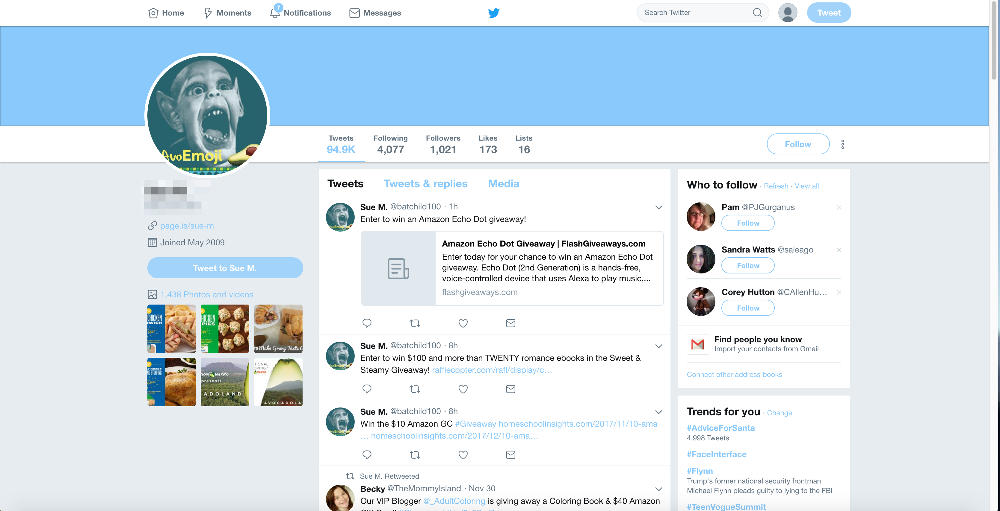 Home
Moments
7
Notifications
Messages
Search Twitter
Tweet
AvoEmoji
Tweets
94.9K
Following
4,077
Followers
1,021
Likes
173
Lists
16
Follow
page.is/sue-m
Joined May 2009
Tweet to Sue M.
1,438 Photos and videos
CHICKEN
WICH
HICKEN
PIES
TO Make Gravy Taste G
Y ROAST
ND STUFFING
cados Mexico
presents
ADOLAND
TIONAL
OVING."
Mexico
AVOCADOLA
Tweets
Tweets & replies
Media
Sue M. @batchild100 · 1h
Enter to win an Amazon Echo Dot giveaway!
Amazon Echo Dot Giveaway | FlashGiveaways.com
Enter today for your chance to win an Amazon Echo Dot
giveaway. Echo Dot (2nd Generation) is a hands-free,
voice-controlled device that uses Alexa to play music,...
flashgiveaways.com
Sue M. @batchild100 · 8h
Enter to win $100 and more than TWENTY romance ebooks in the Sweet &
Steamy Giveaway! rafflecopter.com/rafl/display/c…
Sue M. @batchild100 · 8h
Win the $10 Amazon GC #Giveaway homeschoolinsights.com/2017/11/10-ama
… homeschoolinsights.com/2017/12/10-ama…
Sue M. Retweeted
Becky @TheMommyIsland · Nov 30
Our VIP Blogger @_AdultColoring is giving away a Coloring Book & $40 Amazon
Who to follow · Refresh · View all
Pam @PJGurganus
Follow
Sandra Watts @saleago
Follow
Corey Hutton @CAllenHu…
Follow
Find people you know
Import your contacts from Gmail
Connect other address books
Trends for you · Change
#AdviceForSanta
4,998 Tweets
#FaceInterface
#Flynn
Trump's former national security frontman
Michael Flynn pleads guilty to lying to the FBI
#TeenVogueSummit